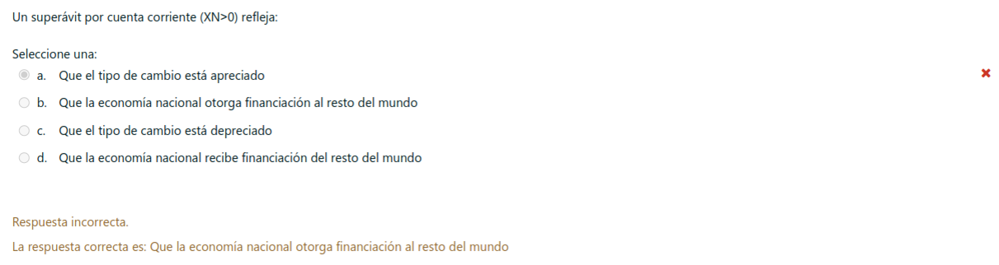 Un superávit por cuenta corriente (XN>0) refleja:
Seleccione una:
a. Que el tipo de cambio está apreciado
b. Que la economía nacional otorga financiación al resto del mundo
c. Que el tipo de cambio está depreciado
d. Que la economía nacional recibe financiación del resto del mundo
Respuesta incorrecta.
La respuesta correcta es: Que la economía nacional otorga financiación al resto del mundo